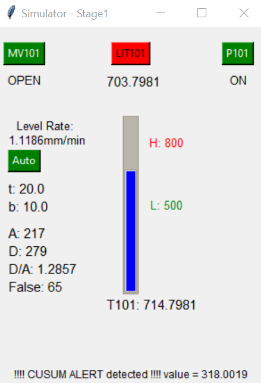 Simulator - Stage1
MV101 LIT101 P101
OPEN 703.7981 ON
Level Rate:
1.1186mm/min
Auto
H: 800
t: 20.0
b: 10.0
L: 500
A: 217
D: 279
D/A: 1.2857
False: 65
T101: 714.7981
!!!! CUSUM ALERT detected !!!! value = 318.0019